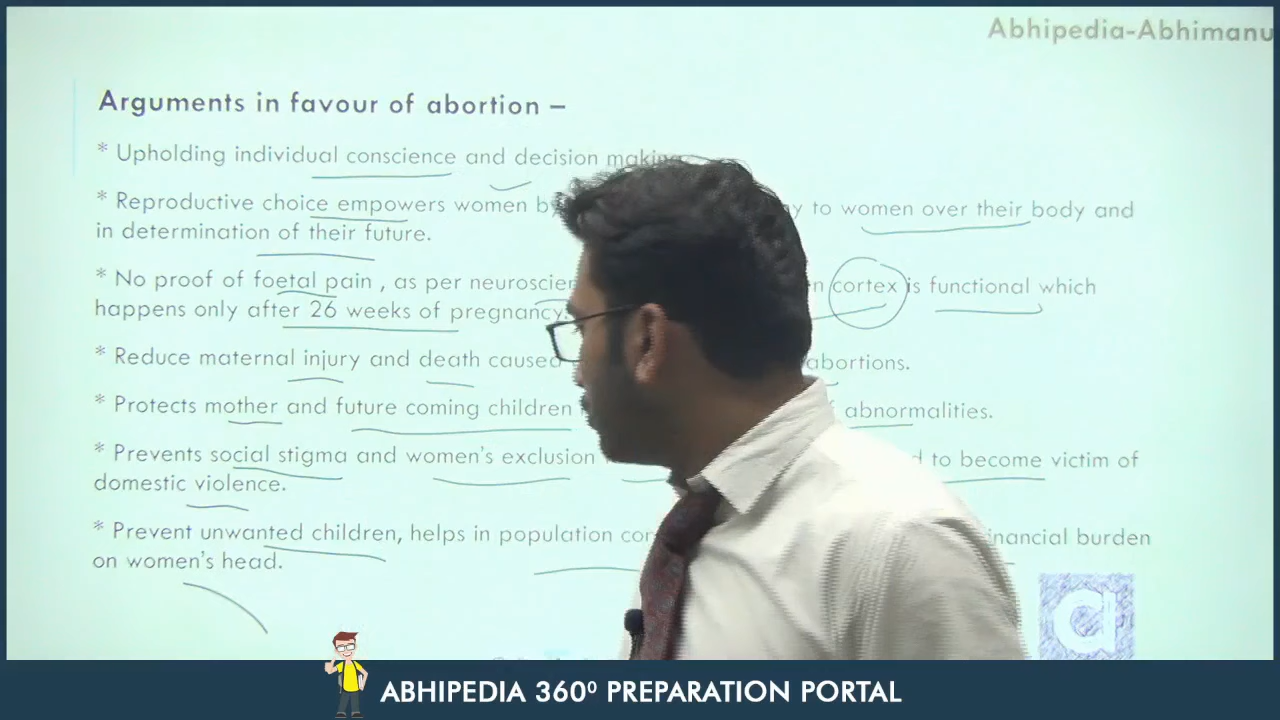 Abhipedia-Abhimanu
Arguments in favour of abortion –
* Upholding individual conscience and decision making.
* Reproductive choice empowers women to women over their body and
in determination of their future.
* No proof of foetal pain , as per cortex is functional which
happens only after 26 weeks of pregnancy.
* Reduce maternal injury and death caused abortions.
* Protects mother and future coming children abnormalities.
* Prevents social stigma and women's exclusion to become victim of
domestic violence.
* Prevent unwanted children, helps in population burden
on women's head.
a
ABHIPEDIA 360⁰ PREPARATION PORTAL